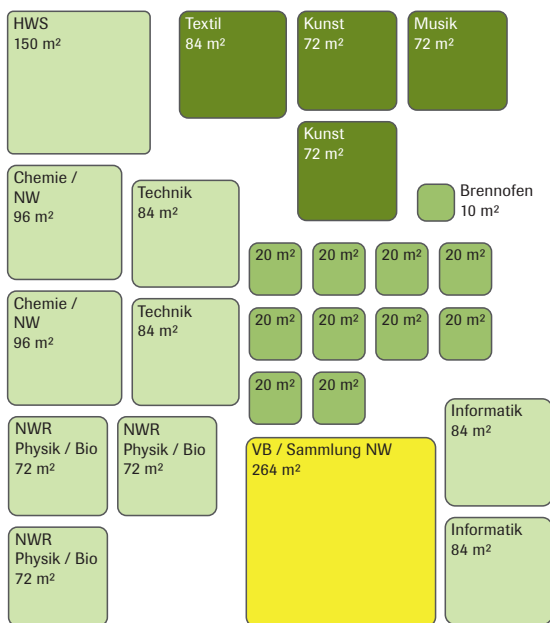 HWS
150 m²
Textil
84 m²
Kunst
72 m²
Musik
72 m²
Kunst
72 m²
Chemie /
NW
96 m²
Technik
84 m²
Brennofen
10 m²
20 m²
20 m²
20 m²
20 m²
Chemie /
NW
96 m²
Technik
84 m²
20 m²
20 m²
20 m²
20 m²
20 m²
20 m²
NWR
Physik / Bio
72 m²
NWR
Physik / Bio
72 m²
VB / Sammlung NW
264 m²
Informatik
84 m²
NWR
Physik / Bio
72 m²
Informatik
84 m²